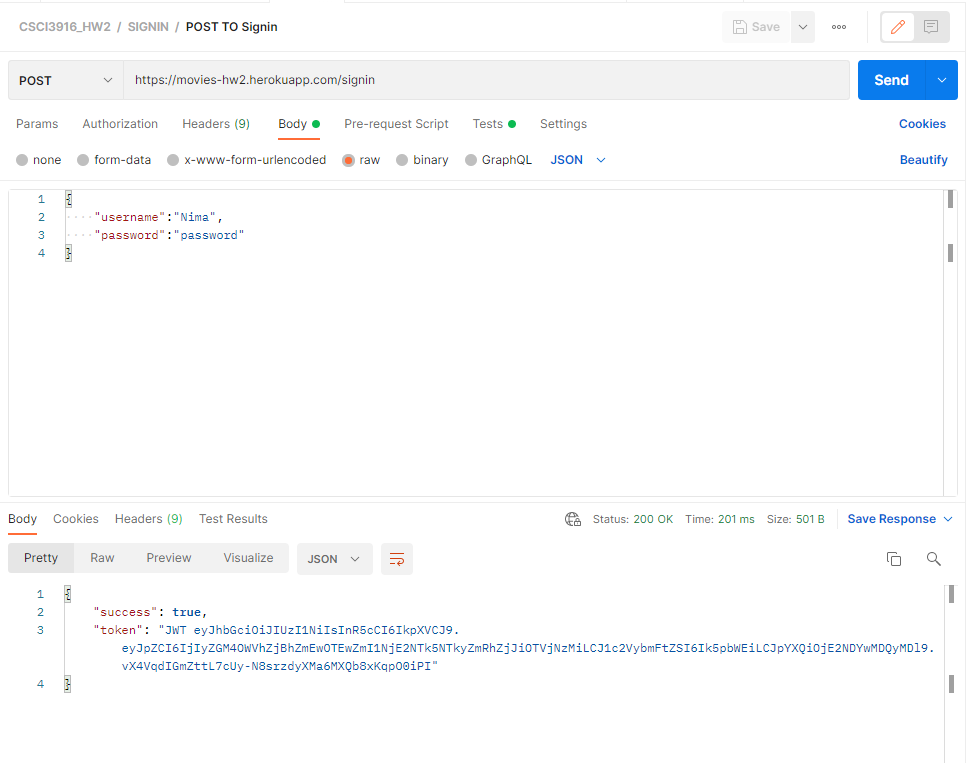 CSCI3916_HW2 / SIGNIN / POST TO Signin Save
POST https://movies-hw2.herokuapp.com/signin Send
Params Authorization Headers (9) Body Pre-request Script Tests Settings Cookies
none form-data x-www-form-urlencoded raw binary GraphQL JSON Beautify
1 {
2 ····"username":"Nima",
3 ····"password":"password"
4 }
Body Cookies Headers (9) Test Results Status: 200 OK Time: 201 ms Size: 501 B Save Response
Pretty Raw Preview Visualize JSON
1 {
2 "success": true,
3 "token": "JWT eyJhbGciOiJIUzI1NiIsInR5cCI6IkpXVCJ9.
eyJpZCI6IjIyZGM4OWVhZjBhZmEwOTEwZmI1NjE2NTk5NTkyZmRhZjJiOTVjNzMiLCJ1c2VybmFtZSI6Ik5pbWEiLCJpYXQiOjE2NDYwMDQyMDl9.
vX4VqdIGmZttL7cUy-N8srzdyXMa6MXQb8xKqpO0iPI"
4 }